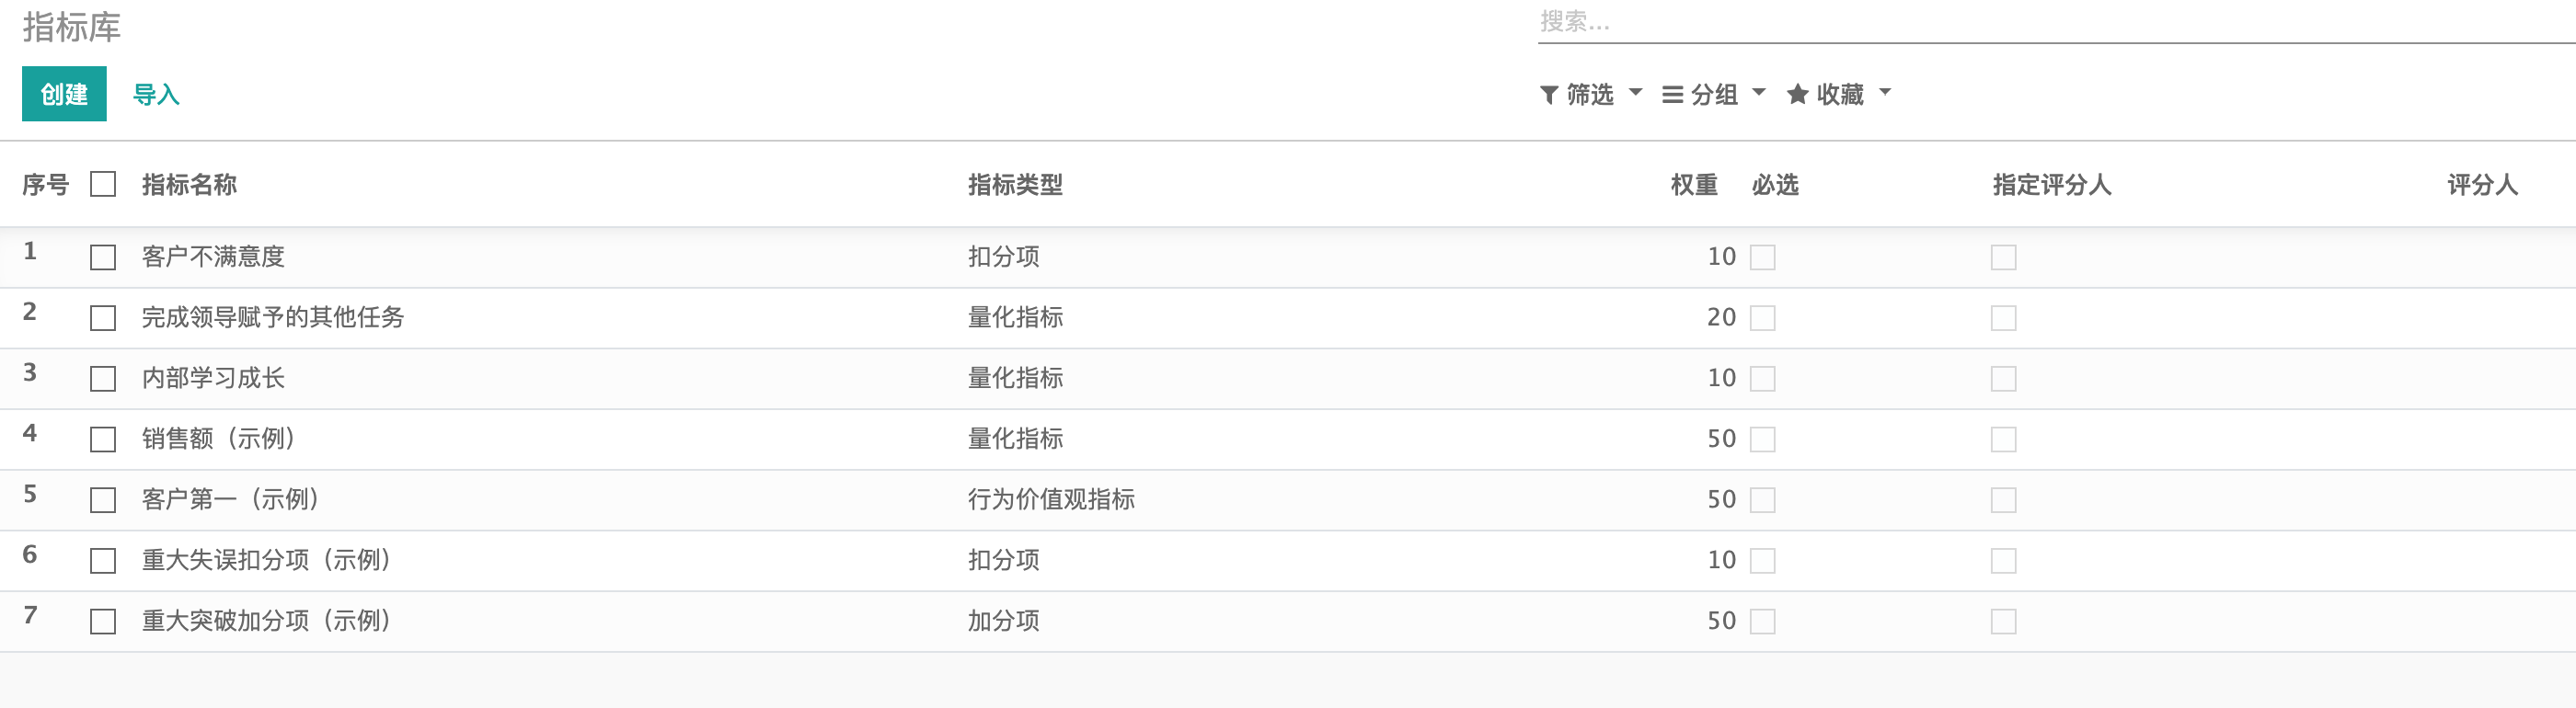 指标库
搜索...
创建 导入
筛选 分组 收藏
序号 指标名称 指标类型 权重 必选 指定评分人 评分人
1 客户不满意度 扣分项 10
2 完成领导赋予的其他任务 量化指标 20
3 内部学习成长 量化指标 10
4 销售额（示例） 量化指标 50
5 客户第一（示例） 行为价值观指标 50
6 重大失误扣分项（示例） 扣分项 10
7 重大突破加分项（示例） 加分项 50